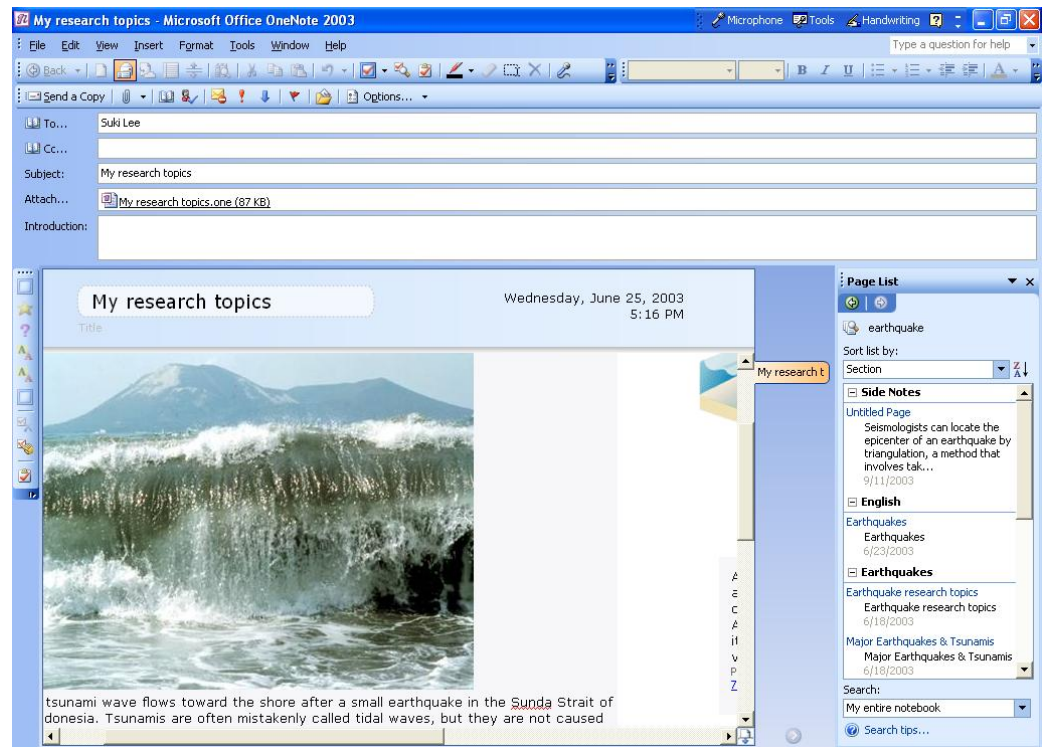 My research topics - Microsoft Office OneNote 2003
Microphone Tools Handwriting
File Edit View Insert Format Tools Window Help
Type a question for help
Back
B I U A
Send a Copy Options...
To... Suki Lee
Cc...
Subject: My research topics
Attach... My research topics.one (87 KB)
Introduction:
My research topics
Title
Wednesday, June 25, 2003
5:16 PM
My research t
tsunami wave flows toward the shore after a small earthquake in the Sunda Strait of
donesia. Tsunamis are often mistakenly called tidal waves, but they are not caused
Page List
earthquake
Sort list by:
Section
Side Notes
Untitled Page
Seismologists can locate the
epicenter of an earthquake by
triangulation, a method that
involves tak...
9/11/2003
English
Earthquakes
Earthquakes
6/23/2003
Earthquakes
Earthquake research topics
Earthquake research topics
6/18/2003
Major Earthquakes & Tsunamis
Major Earthquakes & Tsunamis
6/18/2003
Search:
My entire notebook
Search tips...